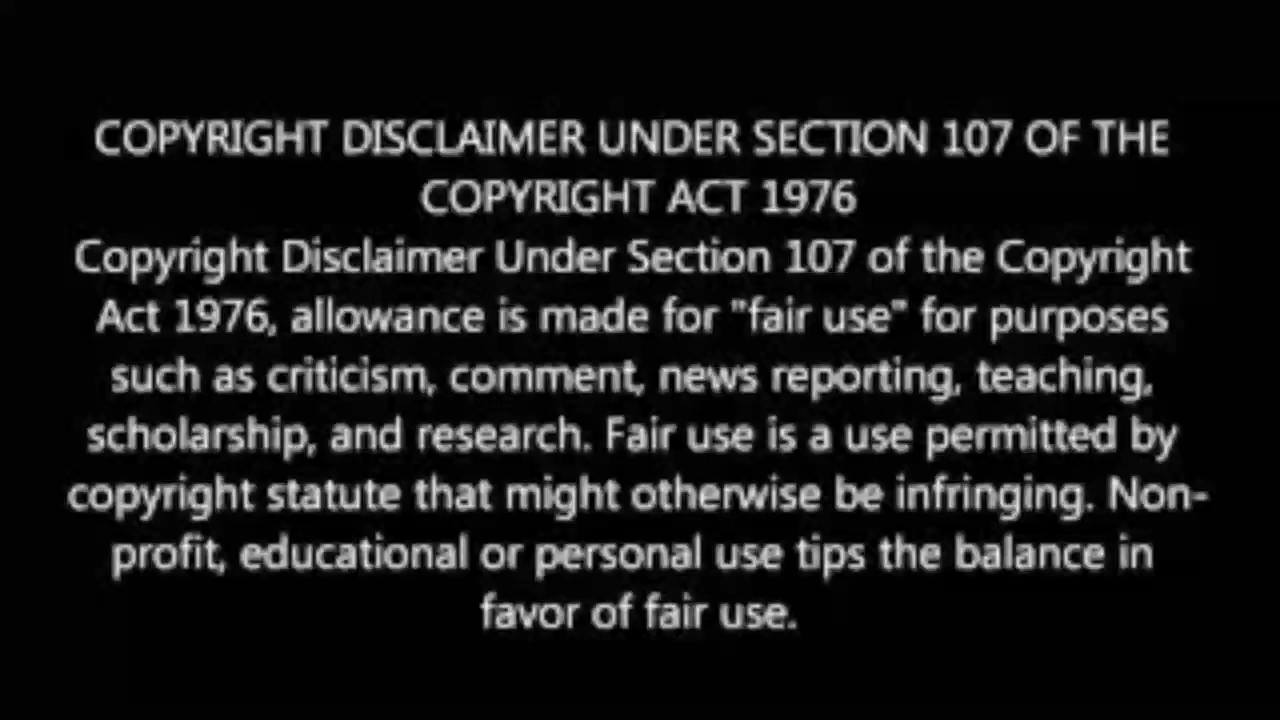 COPYRIGHT DISCLAIMER UNDER SECTION 107 OF THE
COPYRIGHT ACT 1976
Copyright Disclaimer Under Section 107 of the Copyright
Act 1976, allowance is made for "fair use" for purposes
such as criticism, comment, news reporting, teaching,
scholarship, and research. Fair use is a use permitted by
copyright statute that might otherwise be infringing. Non-
profit, educational or personal use tips the balance in
favor of fair use.